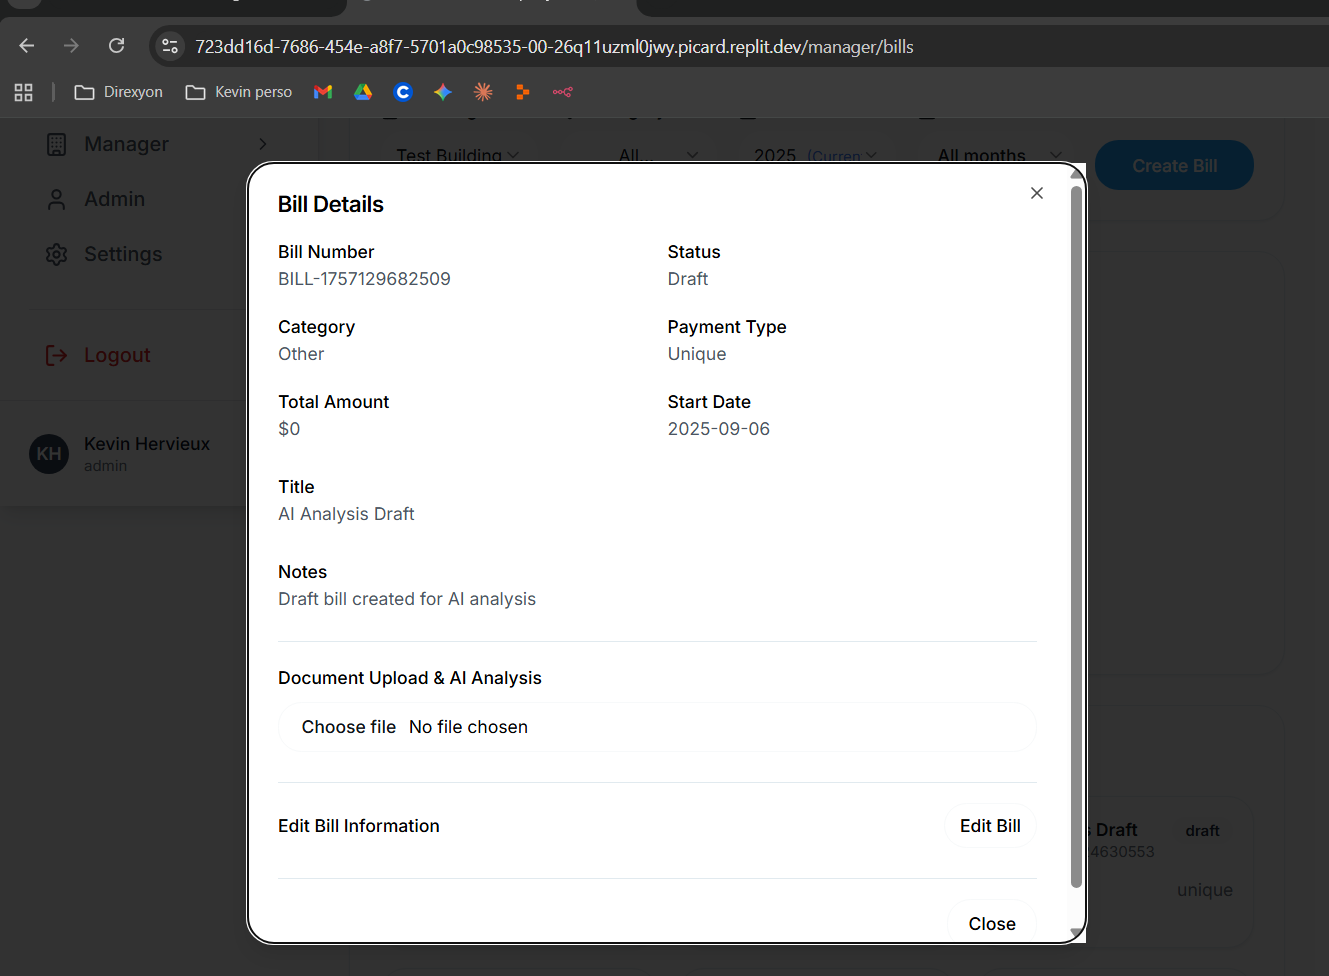 723dd16d-7686-454e-a8f7-5701a0c98535-00-26q11uzml0jwy.picard.replit.dev/manager/bills
Direxyon
Kevin perso
Manager
Test Building
All...
2025 (Curren
All months
Create Bill
Admin
Settings
Logout
KH
Kevin Hervieux
admin
Bill Details
Bill Number
BILL-1757129682509
Status
Draft
Category
Other
Payment Type
Unique
Total Amount
$0
Start Date
2025-09-06
Title
AI Analysis Draft
Notes
Draft bill created for AI analysis
Document Upload & AI Analysis
Choose file No file chosen
Edit Bill Information
Edit Bill
Close
s Draft
draft
4630553
unique